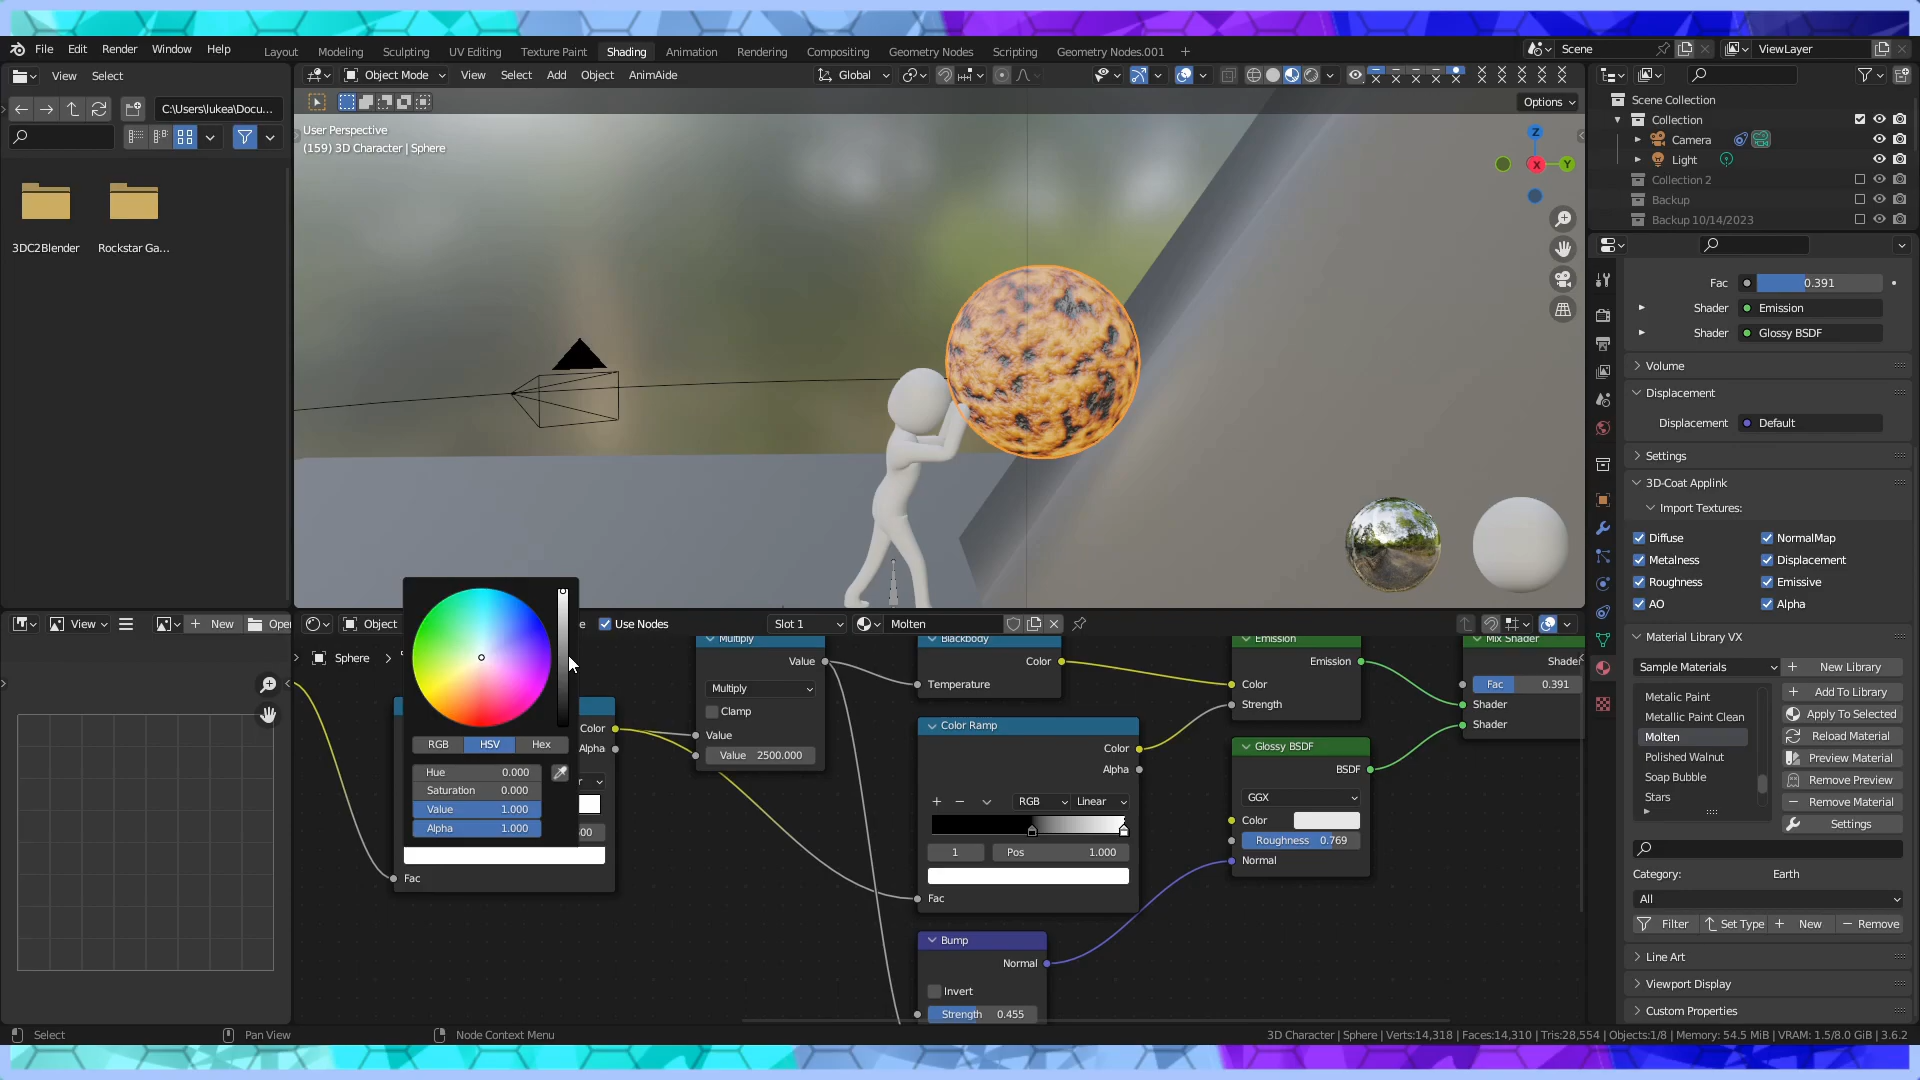 File Edit Render Window Help
Layout Modeling Sculpting UV Editing Texture Paint Shading Animation Rendering Compositing Geometry Nodes Scripting Geometry Nodes.001 +
Scene
ViewLayer
View Select
C:\Users\lukea\Docu...
3DC2Blender
Rockstar Ga...
Object Mode View Select Add Object AnimAide
Global
Options
User Perspective
(159) 3D Character | Sphere
Z
X
Y
Scene Collection
Collection
Camera
Light
Collection 2
Backup
Backup 10/14/2023
Fac 0.391
Shader Emission
Shader Glossy BSDF
Volume
Displacement
Displacement Default
Settings
3D-Coat Applink
Import Textures:
Diffuse NormalMap
Metalness Displacement
Roughness Emissive
AO Alpha
Material Library VX
Sample Materials
New Library
Metalic Paint
Metallic Paint Clean
Molten
Polished Walnut
Soap Bubble
Stars
Add To Library
Apply To Selected
Reload Material
Preview Material
Remove Preview
Remove Material
Settings
Category: Earth
All
Filter Set Type New Remove
Line Art
Viewport Display
Custom Properties
View
New
Open
Object
Use Nodes
Slot 1
Molten
Sphere
RGB HSV Hex
Hue 0.000
Saturation 0.000
Value 1.000
Alpha 1.000
Color
Alpha
Fac
Multiply
Value
Multiply
Clamp
Value
Value 2500.000
Blackbody
Color
Temperature
Color Ramp
Color
Alpha
RGB Linear
1 Pos 1.000
Fac
Bump
Normal
Invert
Strength 0.455
Emission
Emission
Color
Strength
Glossy BSDF
BSDF
GGX
Color
Roughness 0.769
Normal
Mix Shader
Shader
Fac 0.391
Shader
Shader
Select
Pan View
Node Context Menu
3D Character | Sphere | Verts:14,318 | Faces:14,310 | Tris:28,554 | Objects:1/8 | Memory: 54.5 MiB | VRAM: 1.5/8.0 GiB | 3.6.2